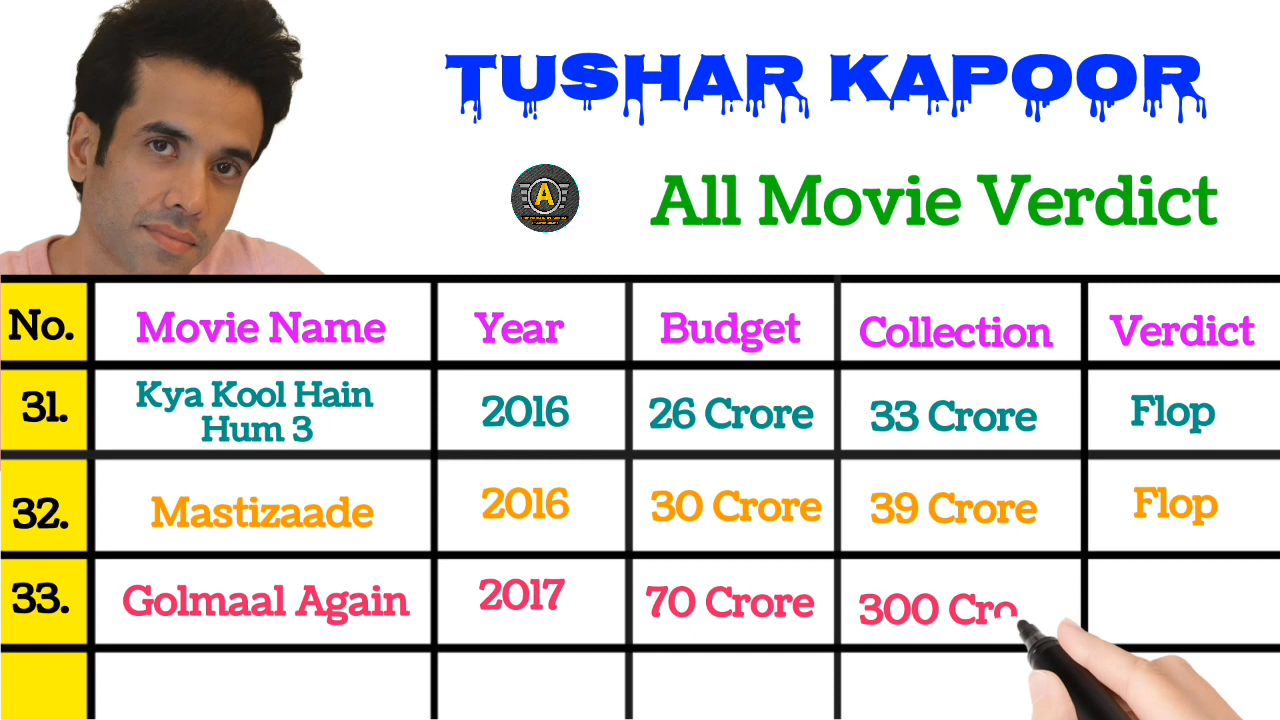 TUSHAR KAPOOR
A
All Movie Verdict
No. Movie Name Year Budget Collection Verdict
31. Kya Kool Hain Hum 3 2016 26 Crore 33 Crore Flop
32. Mastizaade 2016 30 Crore 39 Crore Flop
33. Golmaal Again 2017 70 Crore 300 Cro